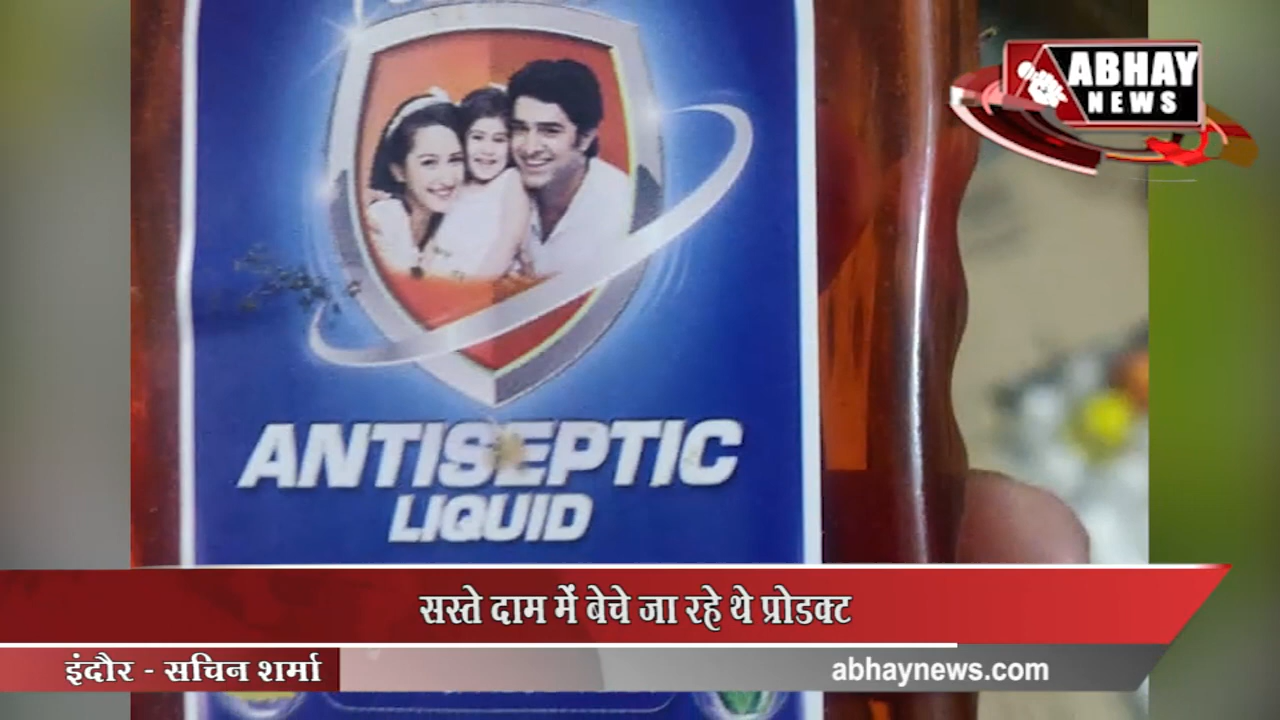 ABHAY
NEWS
ANTISEPTIC
LIQUID
सस्ते दाम में बेचे जा रहे थे प्रोडक्ट
इंदौर - सचिन शर्मा
abhaynews.com